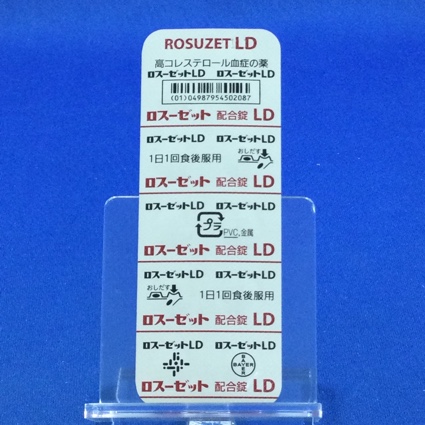 ROSUZET LD
高コレステロール血症の薬
ロスーゼットLD ロスーゼットLD
(01)04987954502087
ロスーゼット 配合錠 LD
ロスーゼットLD ロスーゼットLD
1日1回食後服用 おしだす
ロスーゼット 配合錠 LD
ロスーゼットLD ロスーゼットLD
プラ PVC,金属
ロスーゼット 配合錠 LD
ロスーゼットLD ロスーゼットLD
おしだす 1日1回食後服用
ロスーゼット 配合錠 LD
ロスーゼットLD ロスーゼットLD
BAYER BAYER
ロスーゼット 配合錠 LD